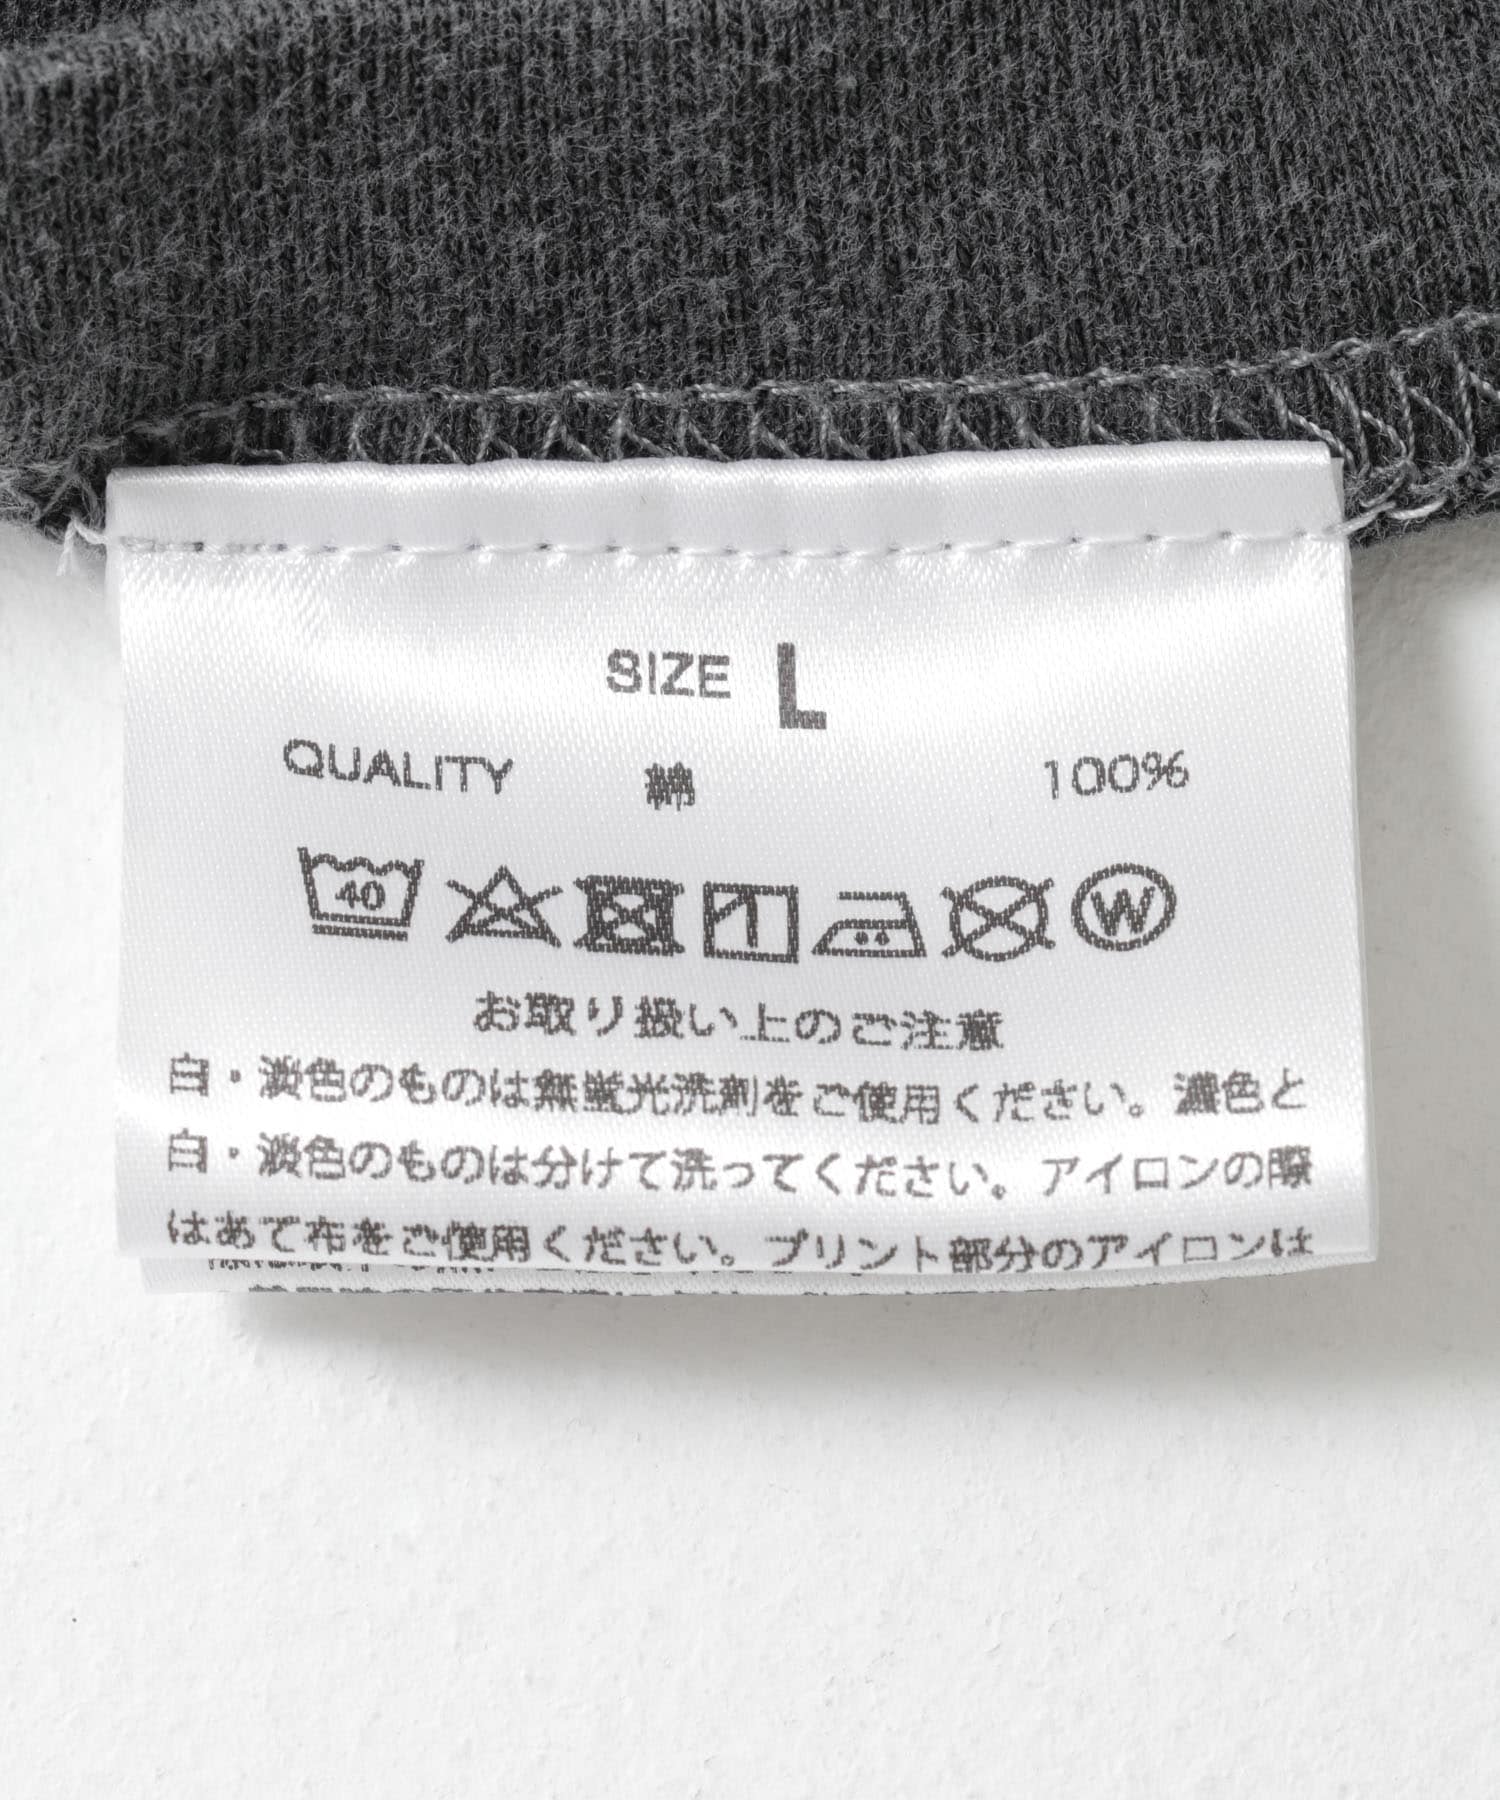 SIZE L
QUALITY 綿 100%
40
W
お取り扱い上のご注意
白・淡色のものは無蛍光洗剤をご使用ください。濃色と
白・淡色のものは分けて洗ってください。アイロンの際
はあて布をご使用ください。プリント部分のアイロンは